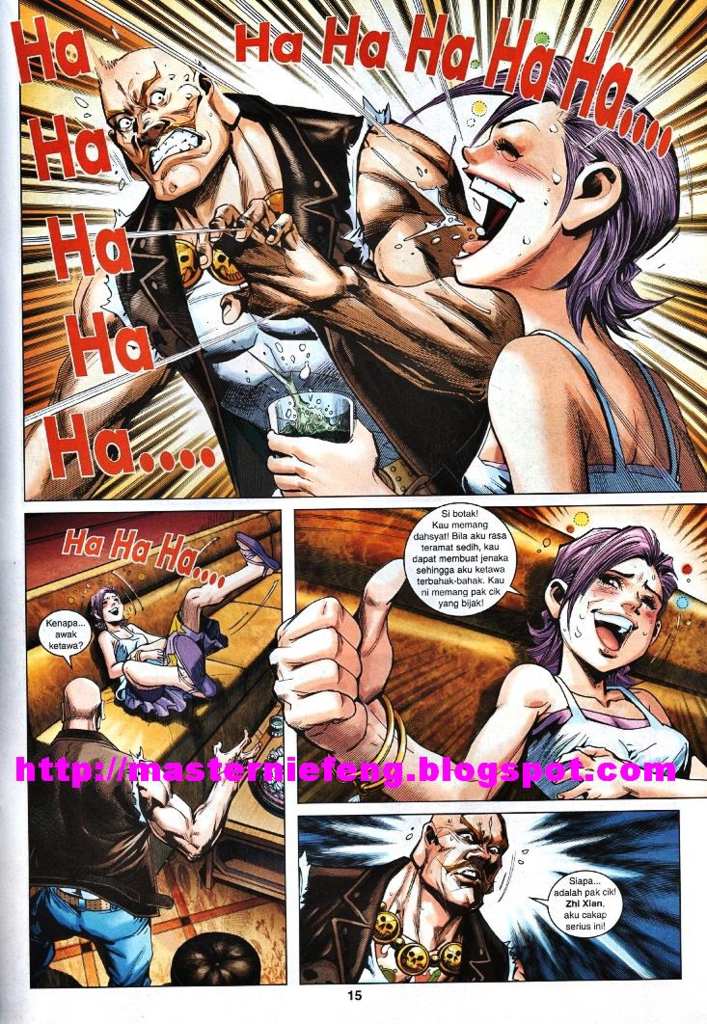 Ha Ha Ha Ha Ha Ha Ha....
Ha
Ha
Ha
Ha....
Ha Ha Ha....
Kenapa...
awak
ketawa?
Si botak!
Kau memang
dahsyat! Bila aku rasa
teramat sedih, kau
dapat membuat jenaka
sehingga aku ketawa
terbahak-bahak. Kau
ni memang pak cik
yang bijak!
http://masterniefeng.blogspot.com
Siapa...
adalah pak cik!
Zhi Xian,
aku cakap
serius ini!
15